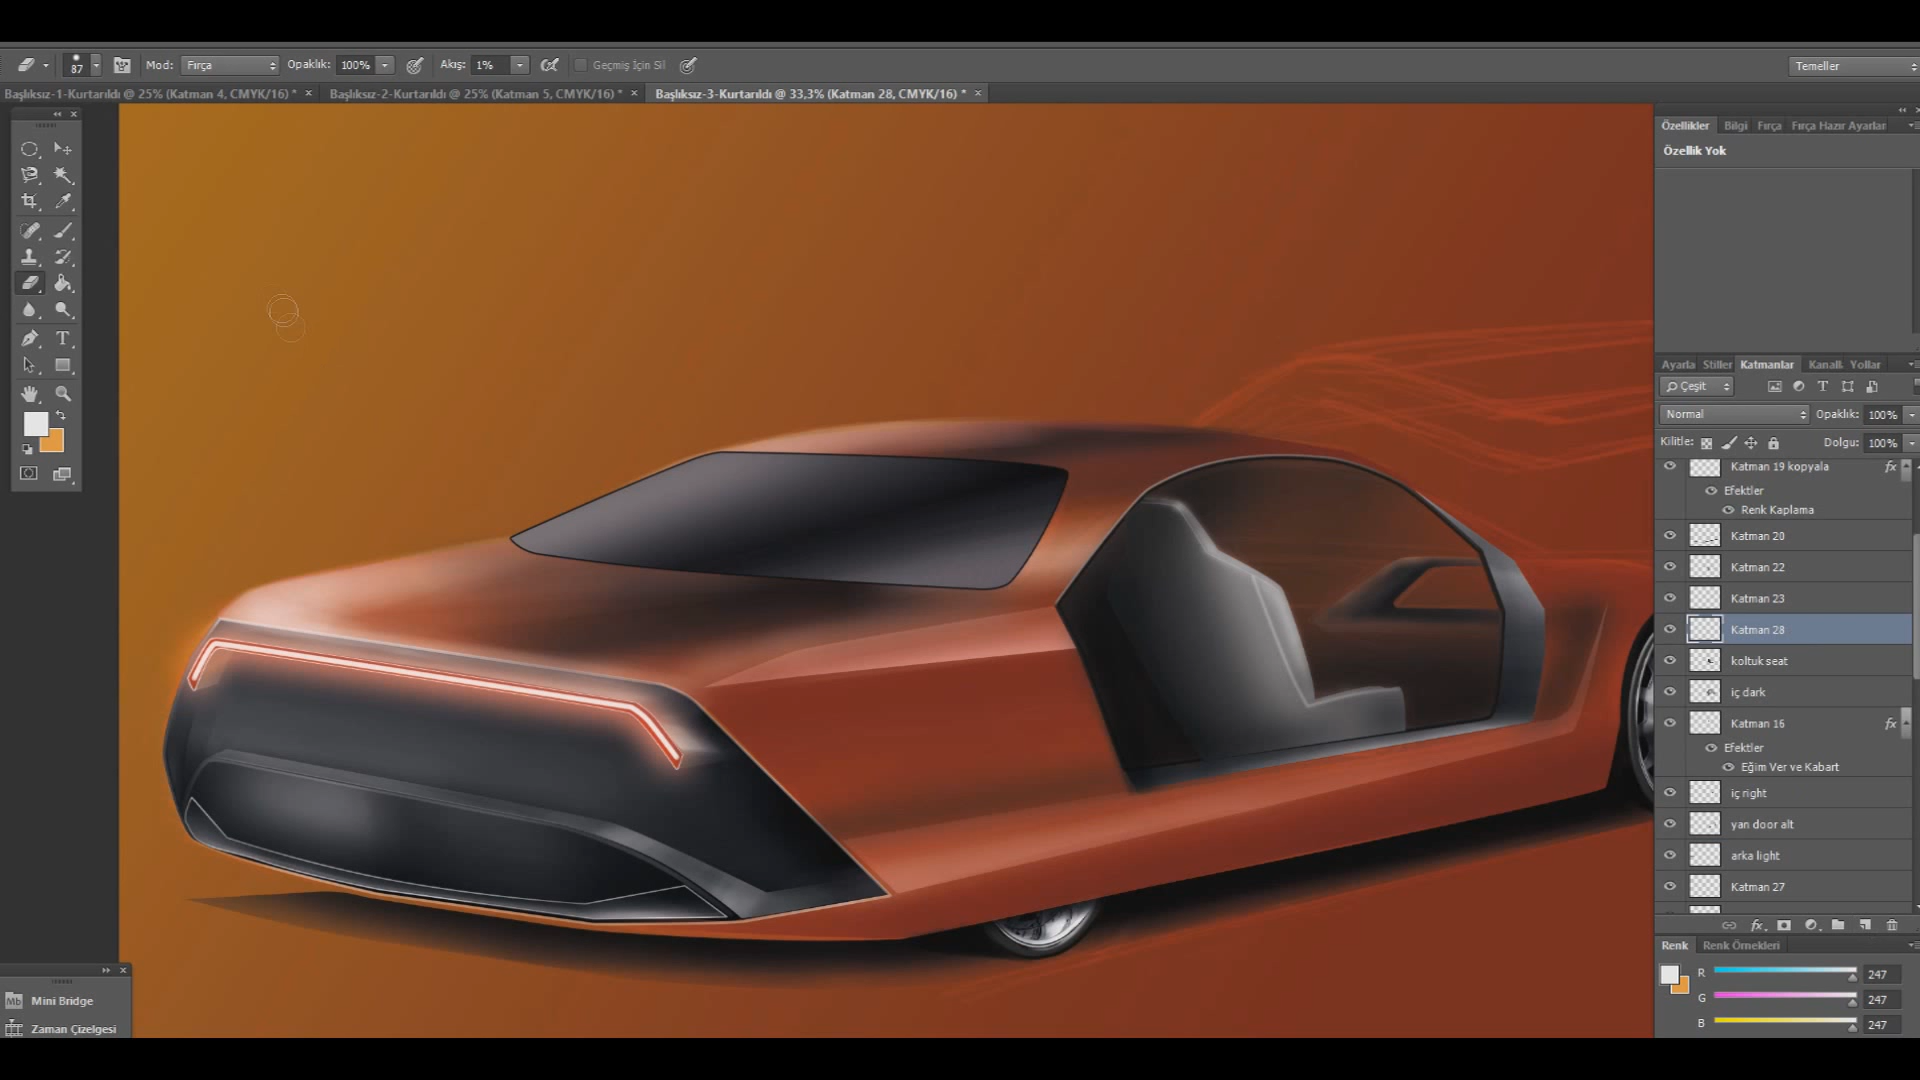 87 Mod: Fırça Opaklık: 100% Akış: 1% Geçmiş İçin Sil Temeller
Başlıksız-1-Kurtarıldı @ 25% (Katman 4, CMYK/16) * × Başlıksız-2-Kurtarıldı @ 25% (Katman 5, CMYK/16) * × Başlıksız-3-Kurtarıldı @ 33,3% (Katman 28, CMYK/16) * ×
Özellikler Bilgi Fırça Fırça Hazır Ayarları
Özellik Yok
Ayarla Stiller Katmanlar Kanall Yollar
Çeşit
Normal Opaklık: 100%
Kilitle: Dolgu: 100%
Katman 19 kopyala fx
Efektler
Renk Kaplama
Katman 20
Katman 22
Katman 23
Katman 28
koltuk seat
iç dark
Katman 16 fx
Efektler
Eğim Ver ve Kabart
iç right
yan door alt
arka light
Katman 27
fx
Renk Renk Örnekleri
R 247
G 247
B 247
Mb Mini Bridge
Zaman Çizelgesi